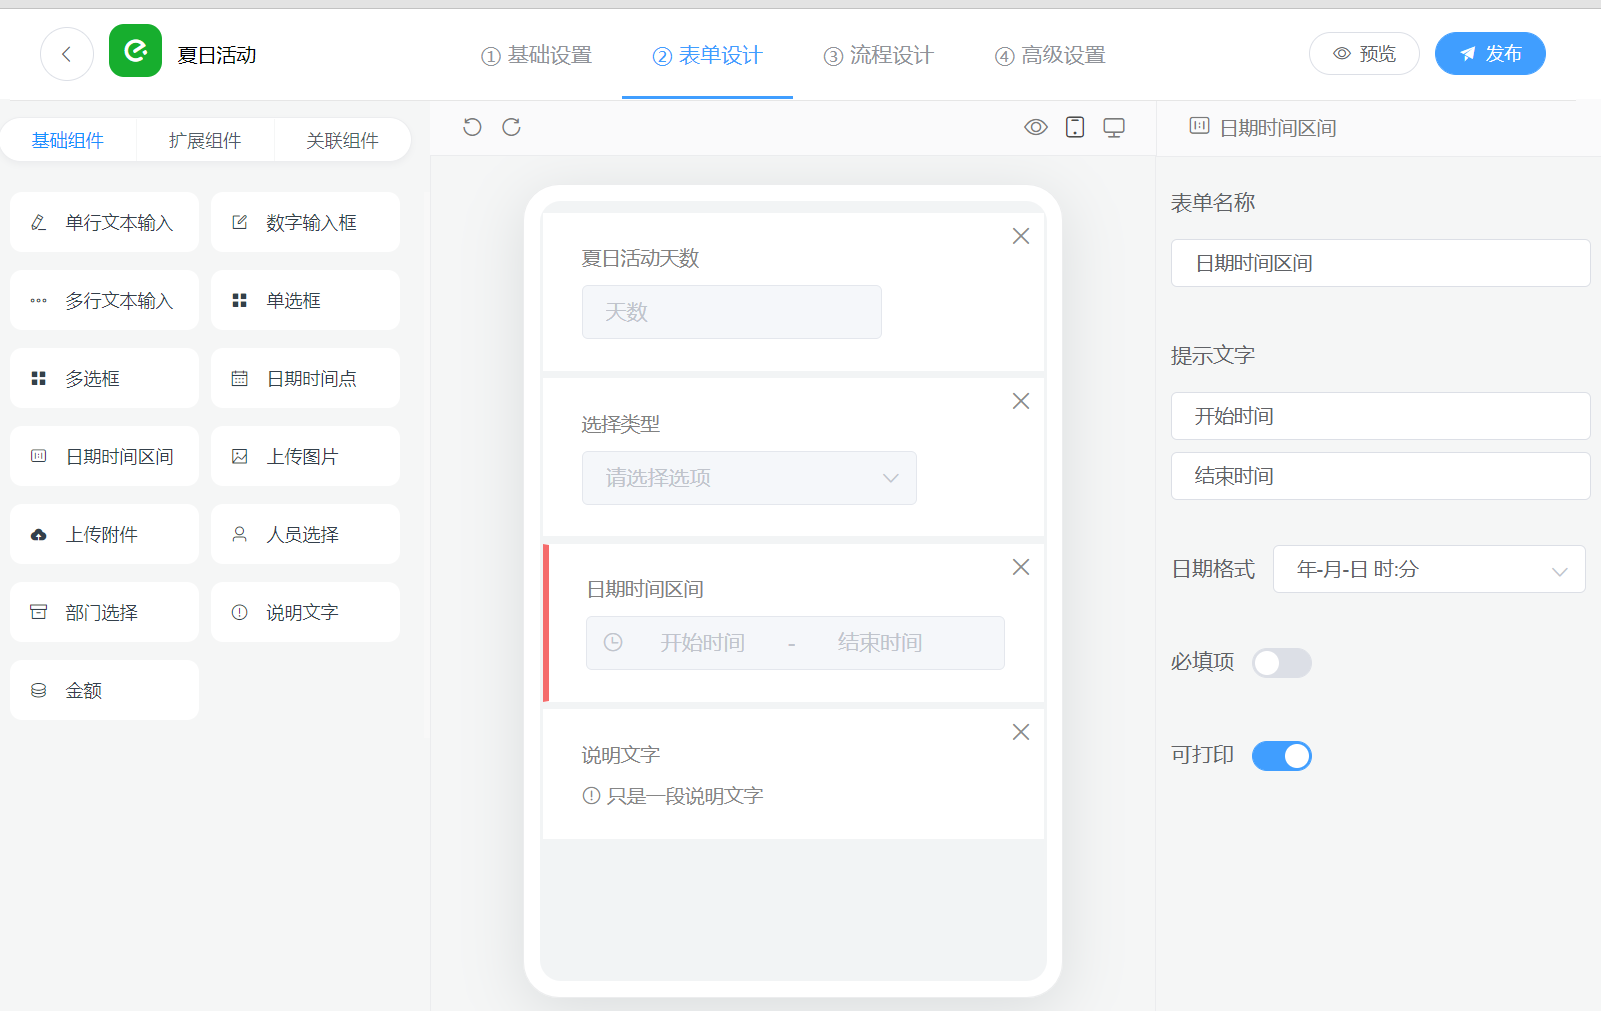 夏日活动
① 基础设置
② 表单设计
③ 流程设计
④ 高级设置
预览
发布
基础组件
扩展组件
关联组件
日期时间区间
单行文本输入
数字输入框
多行文本输入
单选框
多选框
日期时间点
日期时间区间
上传图片
上传附件
人员选择
部门选择
说明文字
金额
夏日活动天数
天数
选择类型
请选择选项
日期时间区间
开始时间 - 结束时间
说明文字
只是一段说明文字
表单名称
日期时间区间
提示文字
开始时间
结束时间
日期格式 年-月-日 时:分
必填项
可打印